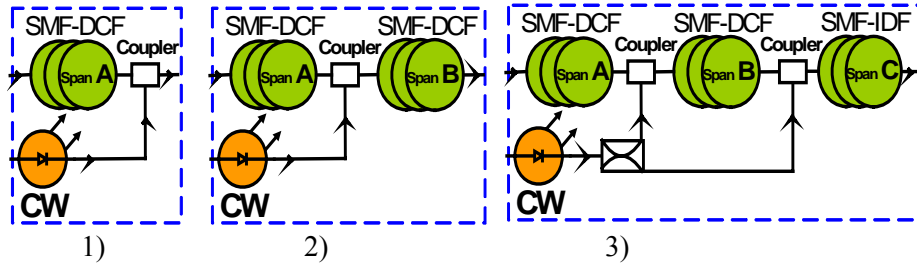 SMF-DCF
Coupler
Span A
CW
1)
SMF-DCF
SMF-DCF
Coupler
Span A
Span B
CW
2)
SMF-DCF
SMF-DCF
SMF-IDF
Coupler
Coupler
Span A
Span B
Span C
CW
3)